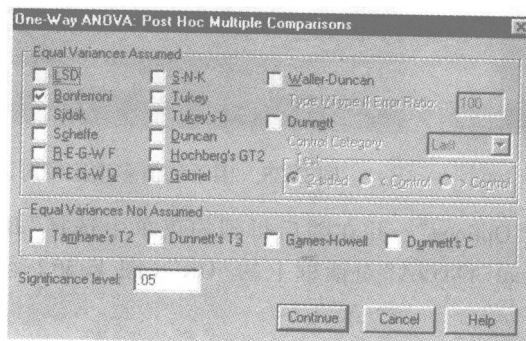 One-Way ANOVA: Post Hoc Multiple Comparisons
Equal Variances Assumed
LSD S-N-K Waller-Duncan
Bonferroni Tukey Type I/Type II Error Ratio: 100
Sidak Tukey's-b Dunnett
Scheffe Duncan Control Category: Last
R-E-G-W F Hochberg's GT2 Test
R-E-G-W Q Gabriel 2-sided < Control > Control
Equal Variances Not Assumed
Tamhane's T2 Dunnett's T3 Games-Howell Dunnett's C
Significance level: .05
Continue Cancel Help